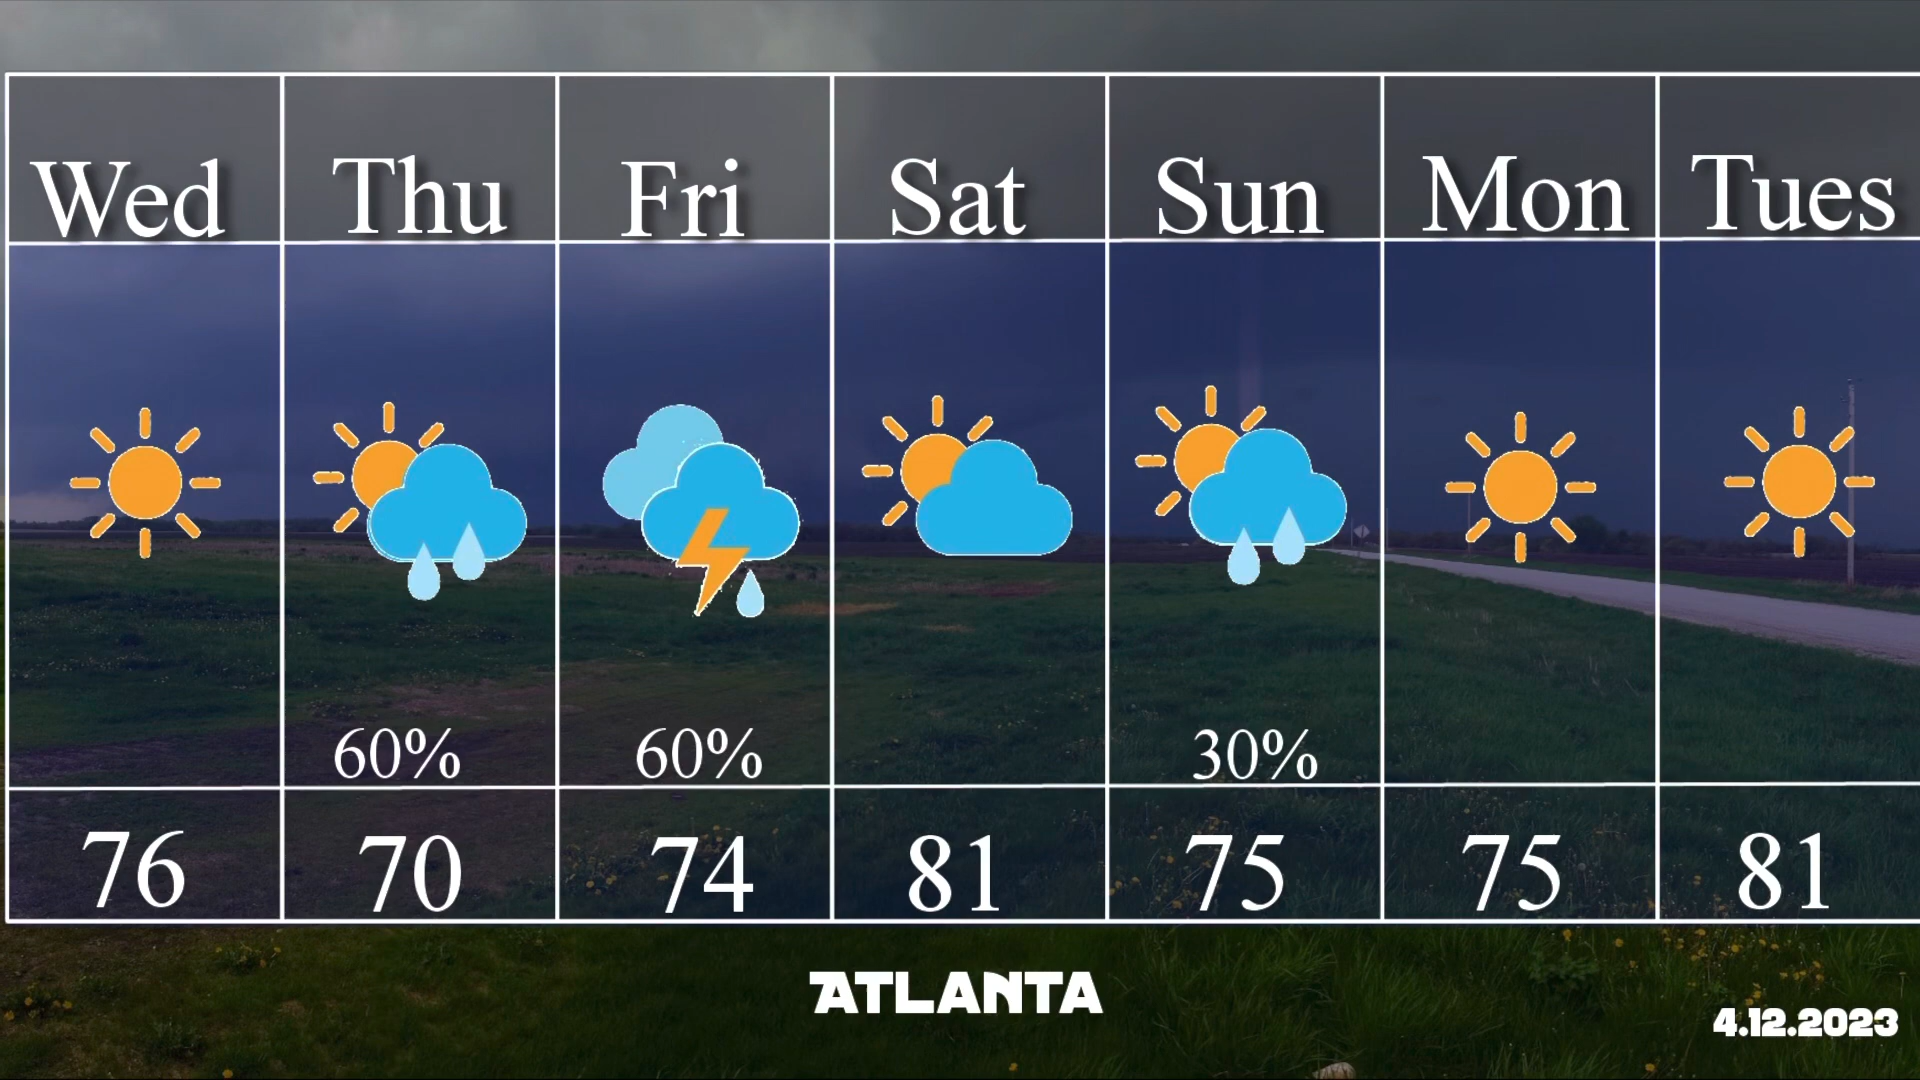 Wed Thu Fri Sat Sun Mon Tues
60% 60% 30%
76 70 74 81 75 75 81
ATLANTA
4.12.2023